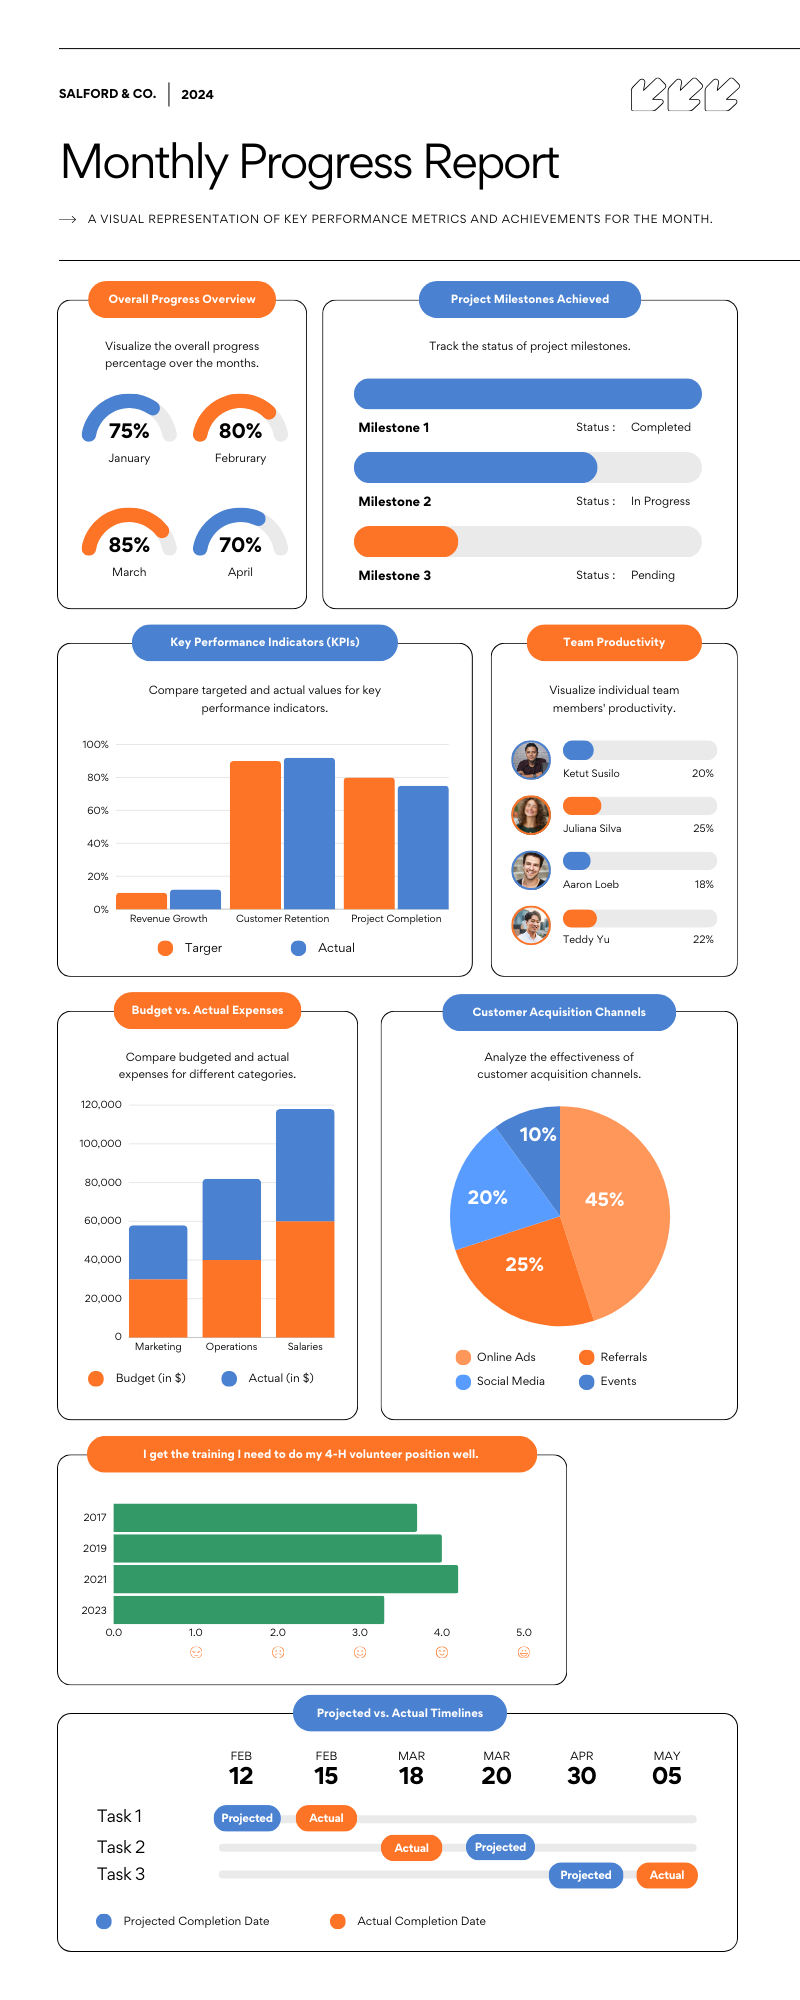 SALFORD & CO. 2024
Monthly Progress Report
A VISUAL REPRESENTATION OF KEY PERFORMANCE METRICS AND ACHIEVEMENTS FOR THE MONTH.
Overall Progress Overview
Visualize the overall progress
percentage over the months.
75% 80%
January Februrary
85% 70%
March April
Project Milestones Achieved
Track the status of project milestones.
Milestone 1 Status : Completed
Milestone 2 Status : In Progress
Milestone 3 Status : Pending
Key Performance Indicators (KPIs)
Compare targeted and actual values for key
performance indicators.
100%
80%
60%
40%
20%
0%
Revenue Growth Customer Retention Project Completion
Targer Actual
Team Productivity
Visualize individual team
members' productivity.
Ketut Susilo 20%
Juliana Silva 25%
Aaron Loeb 18%
Teddy Yu 22%
Budget vs. Actual Expenses
Compare budgeted and actual
expenses for different categories.
120,000
100,000
80,000
60,000
40,000
20,000
0
Marketing Operations Salaries
Budget (in $) Actual (in $)
Customer Acquisition Channels
Analyze the effectiveness of
customer acquisition channels.
10%
20% 45%
25%
Online Ads Referrals
Social Media Events
I get the training I need to do my 4-H volunteer position well.
2017
2019
2021
2023
0.0 1.0 2.0 3.0 4.0 5.0
Projected vs. Actual Timelines
FEB FEB MAR MAR APR MAY
12 15 18 20 30 05
Task 1 Projected Actual
Task 2 Actual Projected
Task 3 Projected Actual
Projected Completion Date Actual Completion Date